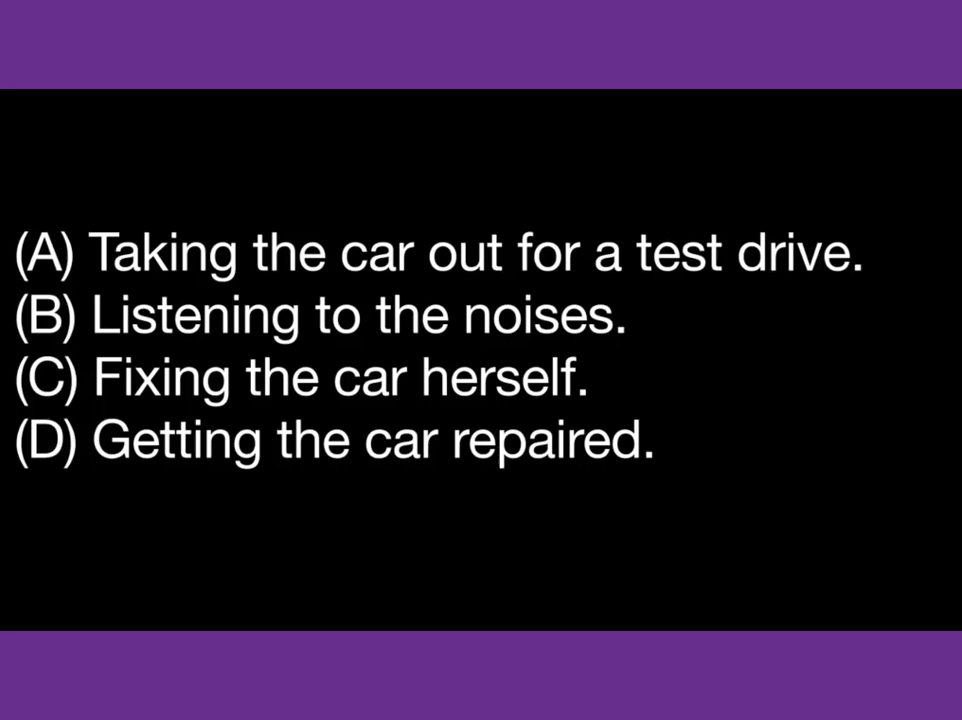 (A) Taking the car out for a test drive.
(B) Listening to the noises.
(C) Fixing the car herself.
(D) Getting the car repaired.